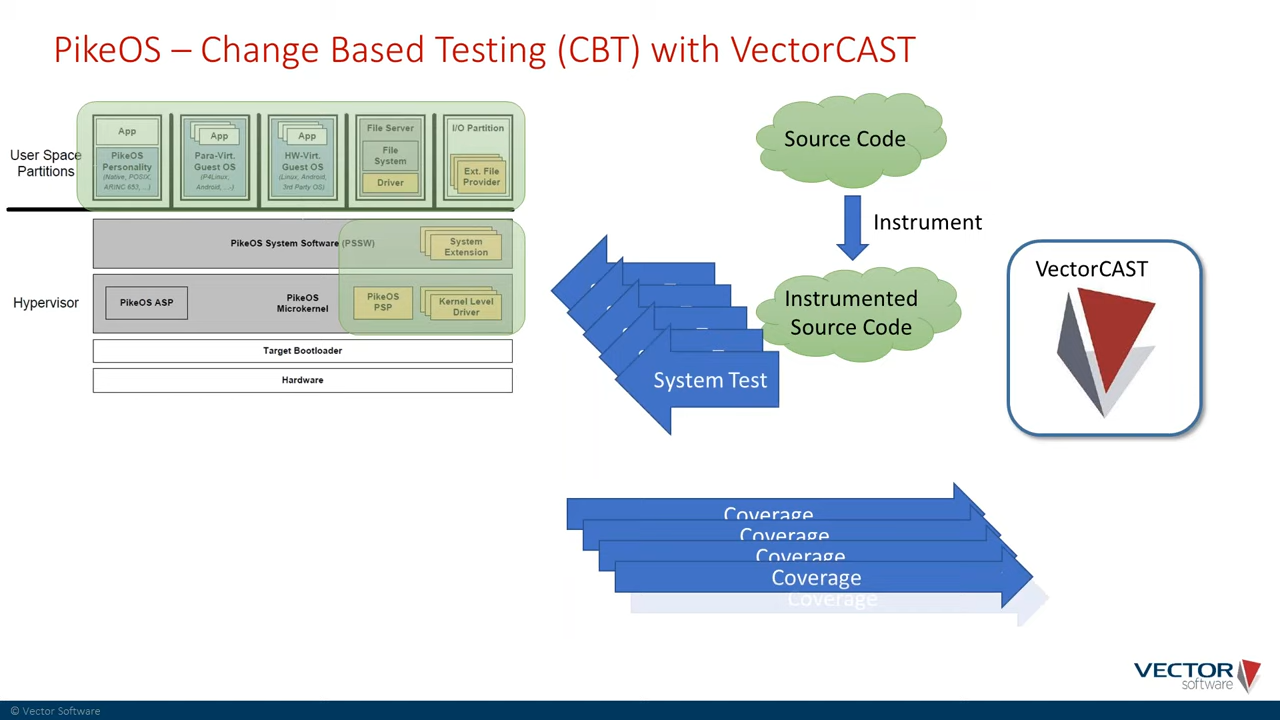 PikeOS – Change Based Testing (CBT) with VectorCAST
User Space
Partitions
App
PikeOS
Personality
(Native, POSIX,
ARINC 653, ...)
App
Para-Virt.
Guest OS
(P4Linux,
Android, ...)
App
HW-Virt.
Guest OS
(Linux, Android,
3rd Party OS)
File Server
File
System
Driver
I/O Partition
Ext. File
Provider
Hypervisor
PikeOS System Software (PSSW)
System
Extension
PikeOS ASP
PikeOS
Microkernel
PikeOS
PSP
Kernel Level
Driver
Target Bootloader
Hardware
Source Code
Instrument
Instrumented
Source Code
VectorCAST
System Test
Coverage
Coverage
Coverage
Coverage
Coverage
VECTOR
software
© Vector Software